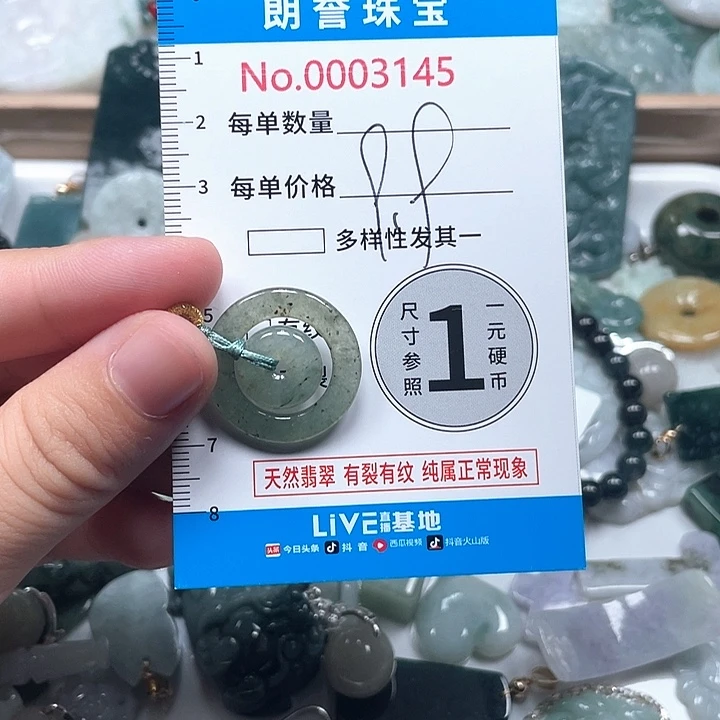 朗誉珠宝
1
No.0003145
2
每单数量
3
每单价格
多样性发其一
5
尺寸参照
1
一元硬币
7
天然翡翠 有裂有纹 纯属正常现象
8
LiVE直播基地
头条 今日头条 抖音 西瓜视频 抖音火山版